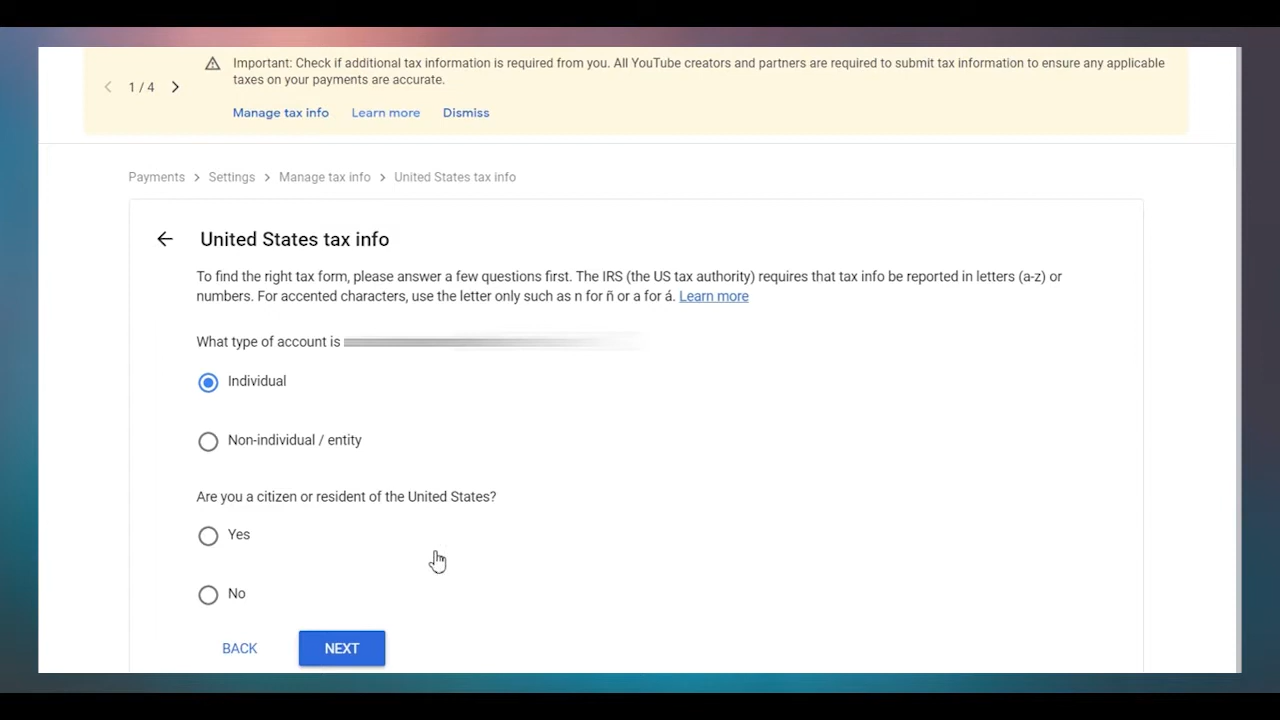 Important: Check if additional tax information is required from you. All YouTube creators and partners are required to submit tax information to ensure any applicable
1 / 4
taxes on your payments are accurate.
Manage tax info Learn more Dismiss
Payments > Settings > Manage tax info > United States tax info
United States tax info
To find the right tax form, please answer a few questions first. The IRS (the US tax authority) requires that tax info be reported in letters (a-z) or
numbers. For accented characters, use the letter only such as n for ñ or a for á. Learn more
What type of account is
Individual
Non-individual / entity
Are you a citizen or resident of the United States?
Yes
No
BACK NEXT